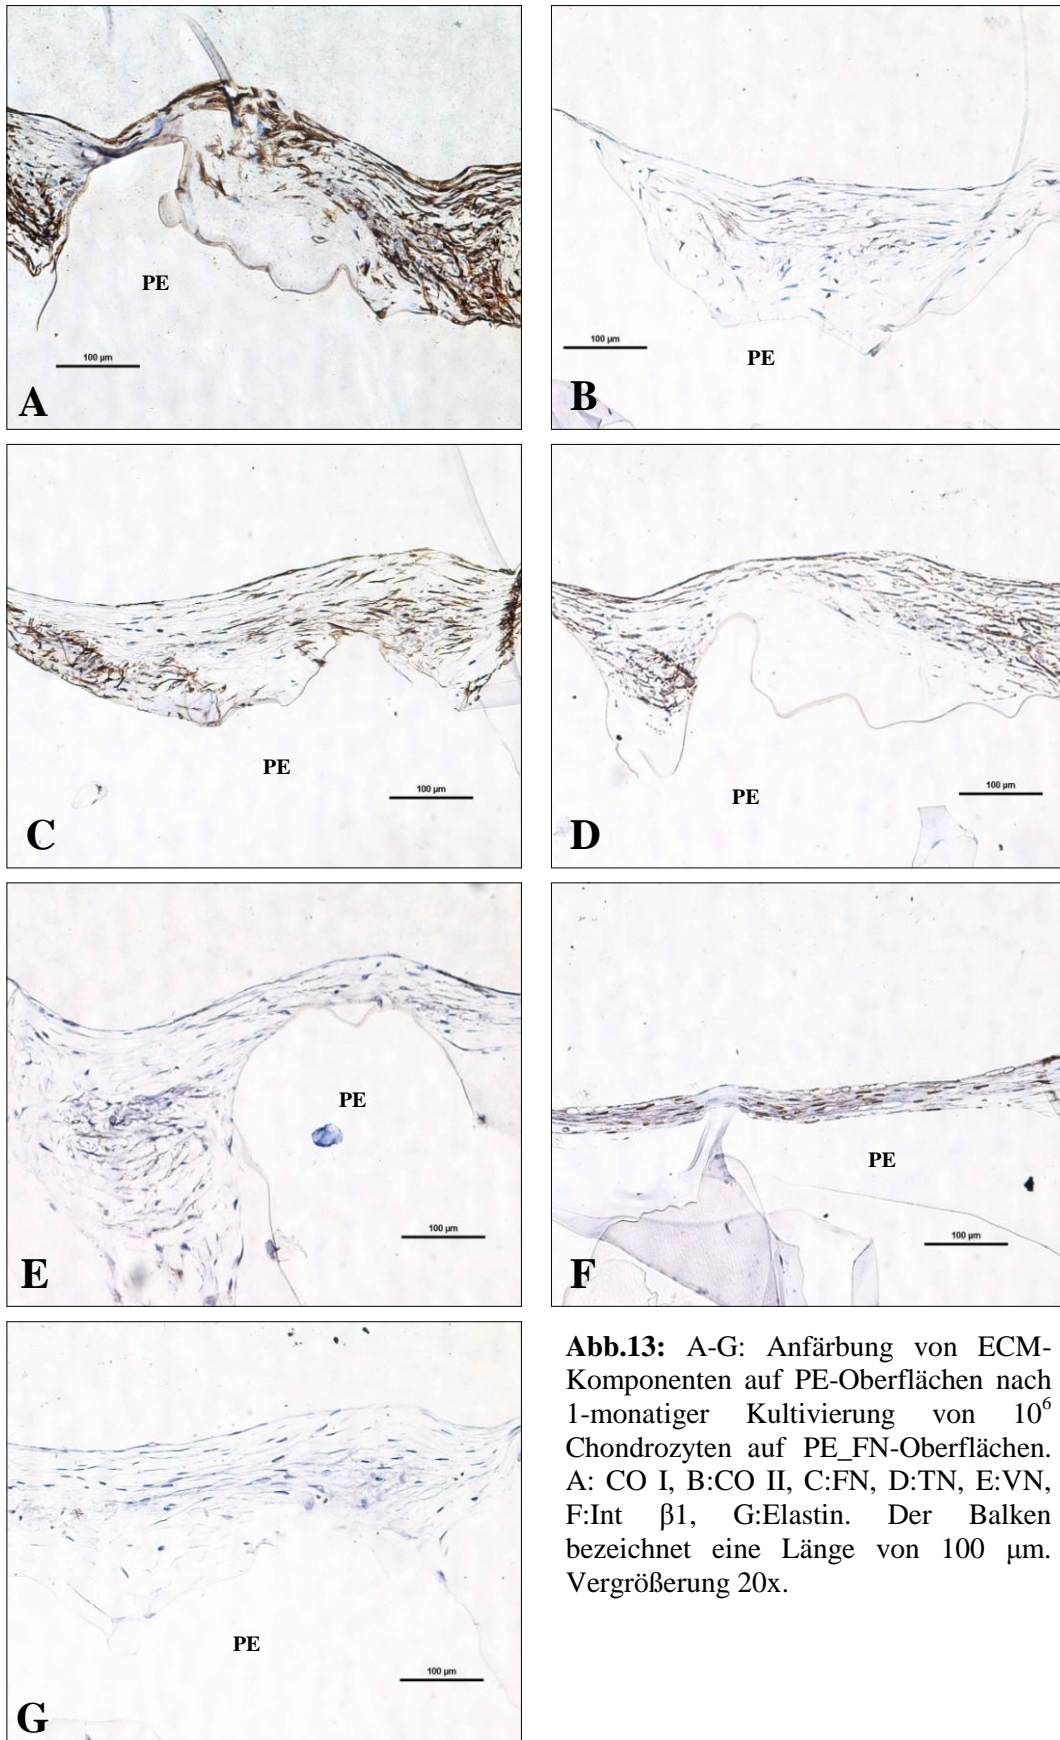 PE
100 µm
A
100 µm
PE
B
PE
100 µm
C
PE
100 µm
D
PE
100 µm
E
PE
100 µm
F
PE
100 µm
G
Abb.13: A-G: Anfärbung von ECM-
Komponenten auf PE-Oberflächen nach
1-monatiger Kultivierung von 10⁶
Chondrozyten auf PE_FN-Oberflächen.
A: CO I, B:CO II, C:FN, D:TN, E:VN,
F:Int β1, G:Elastin. Der Balken
bezeichnet eine Länge von 100 µm.
Vergrößerung 20x.